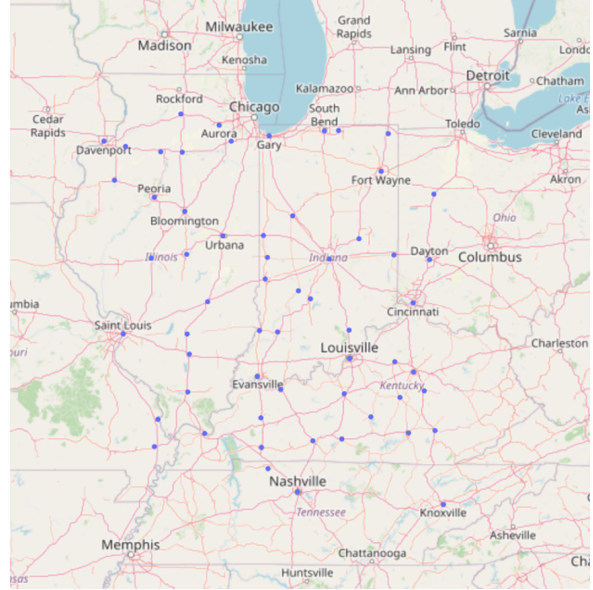 Milwaukee
Madison
Grand
Rapids
Sarnia
Lansing
Flint
Kenosha
Detroit
Rockford
Kalamazoo
Ann Arbor
Chatham
Chicago
South
Bend
Cedar
Rapids
Aurora
Toledo
Cleveland
Davenport
Gary
Akron
Peoria
Fort Wayne
Bloomington
Ohio
Urbana
Illinois
Indiana
Dayton
Columbus
Cincinnati
Saint Louis
Louisville
Charleston
Evansville
Kentucky
Nashville
Tennessee
Knoxville
Asheville
Memphis
Chattanooga
Huntsville